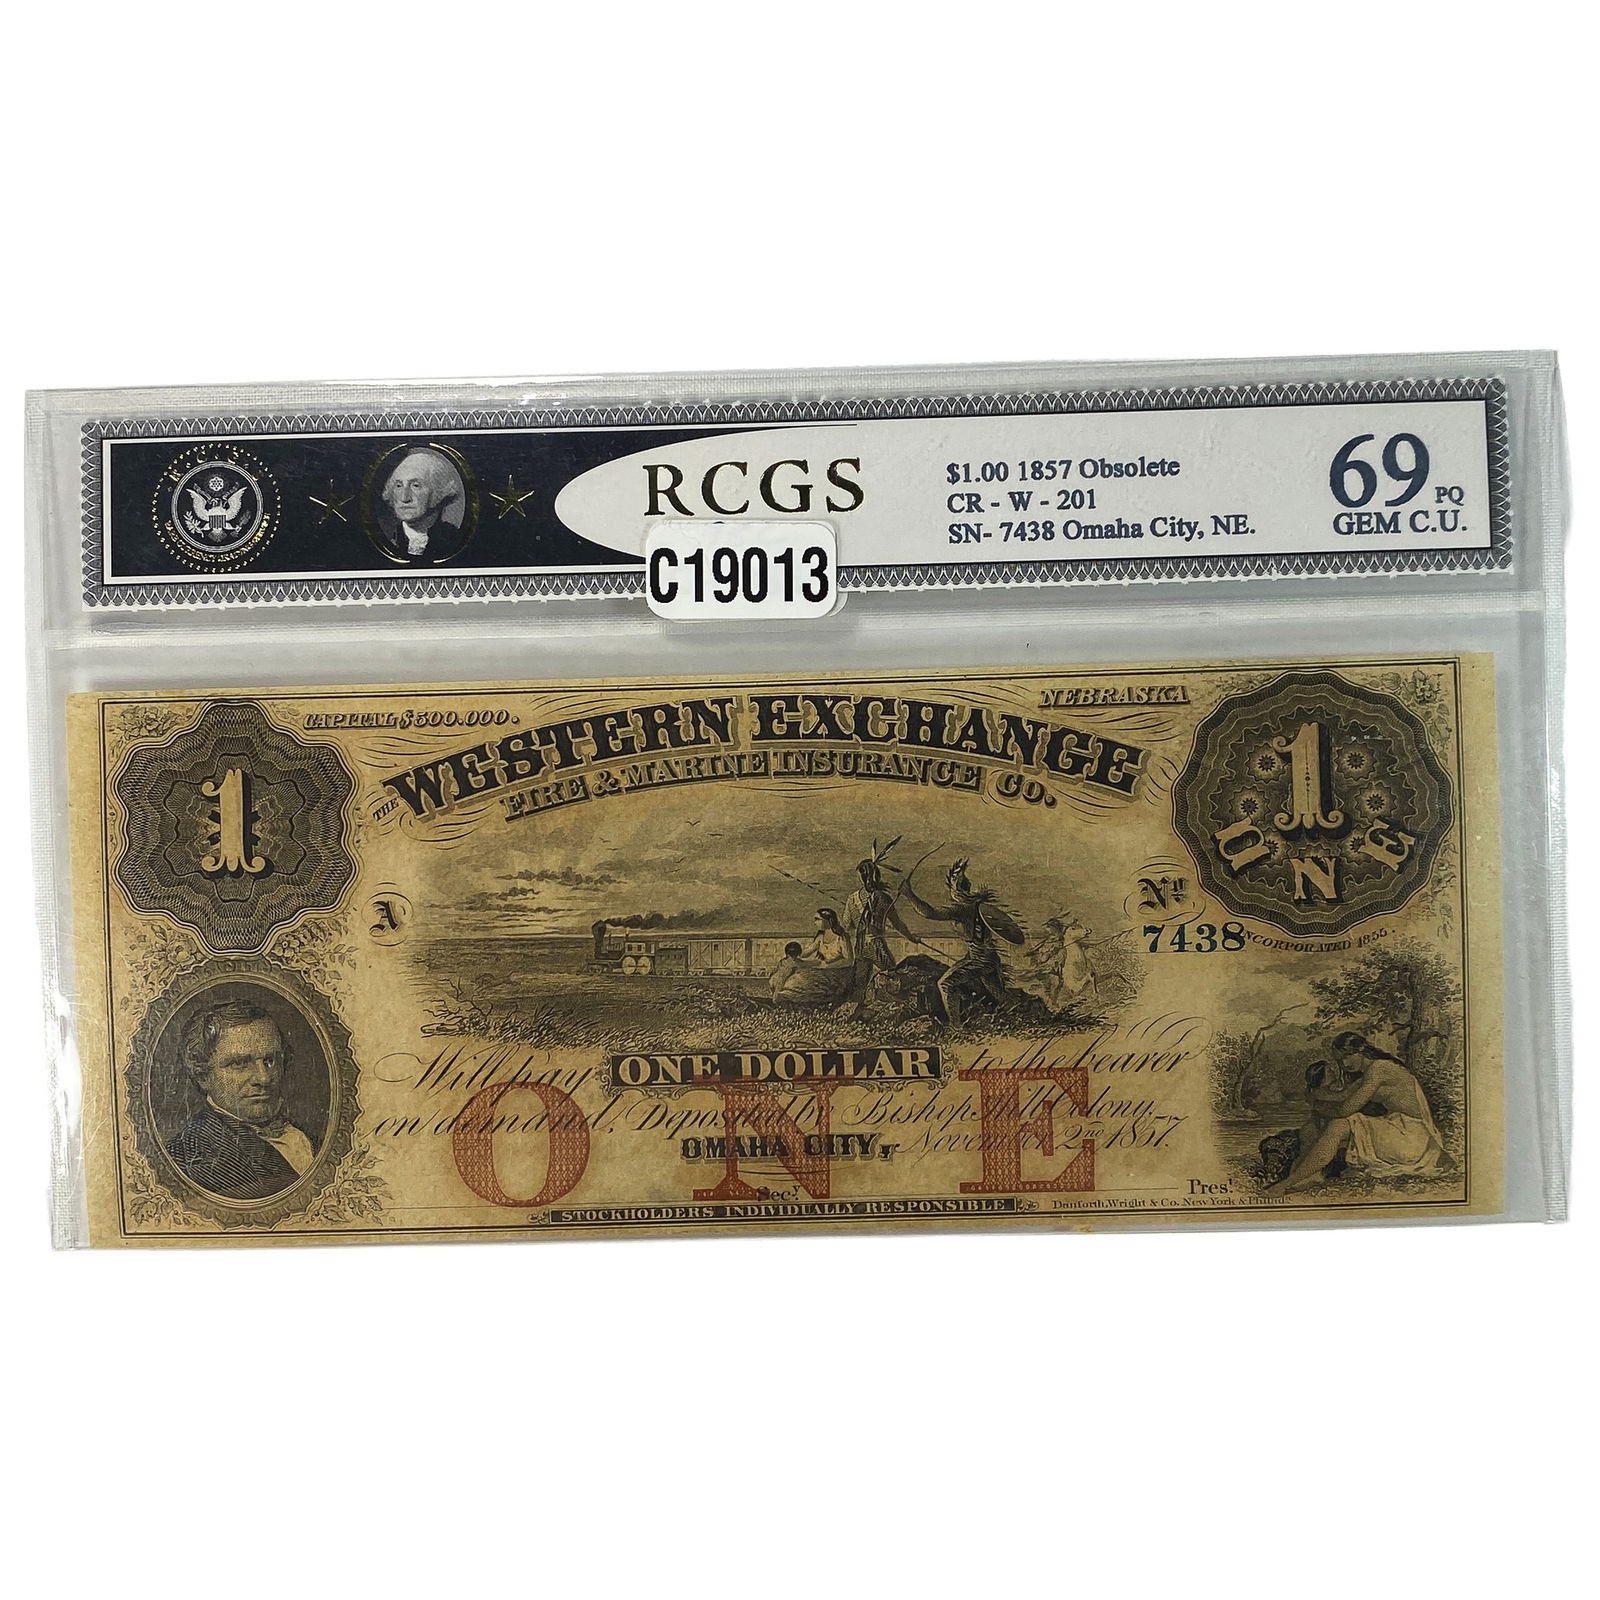 R.C.G.S.
RCGS
$1.00 1857 Obsolete
CR - W - 201
SN- 7438 Omaha City, NE.
69 PQ
GEM C.U.
C19013
CAPITAL $500.000.
NEBRASKA
THE WESTERN EXCHANGE
FIRE & MARINE INSURANCE CO.
1
1
ONE
A
No
7438
INCORPORATED 1855.
Will pay ONE DOLLAR to the bearer
on demand, Deposited by Bishop Hill Colony.
OMAHA CITY, November 2nd 1857.
ONE
Secy
Prest
STOCKHOLDERS INDIVIDUALLY RESPONSIBLE
Danforth, Wright & Co. New York & Philada